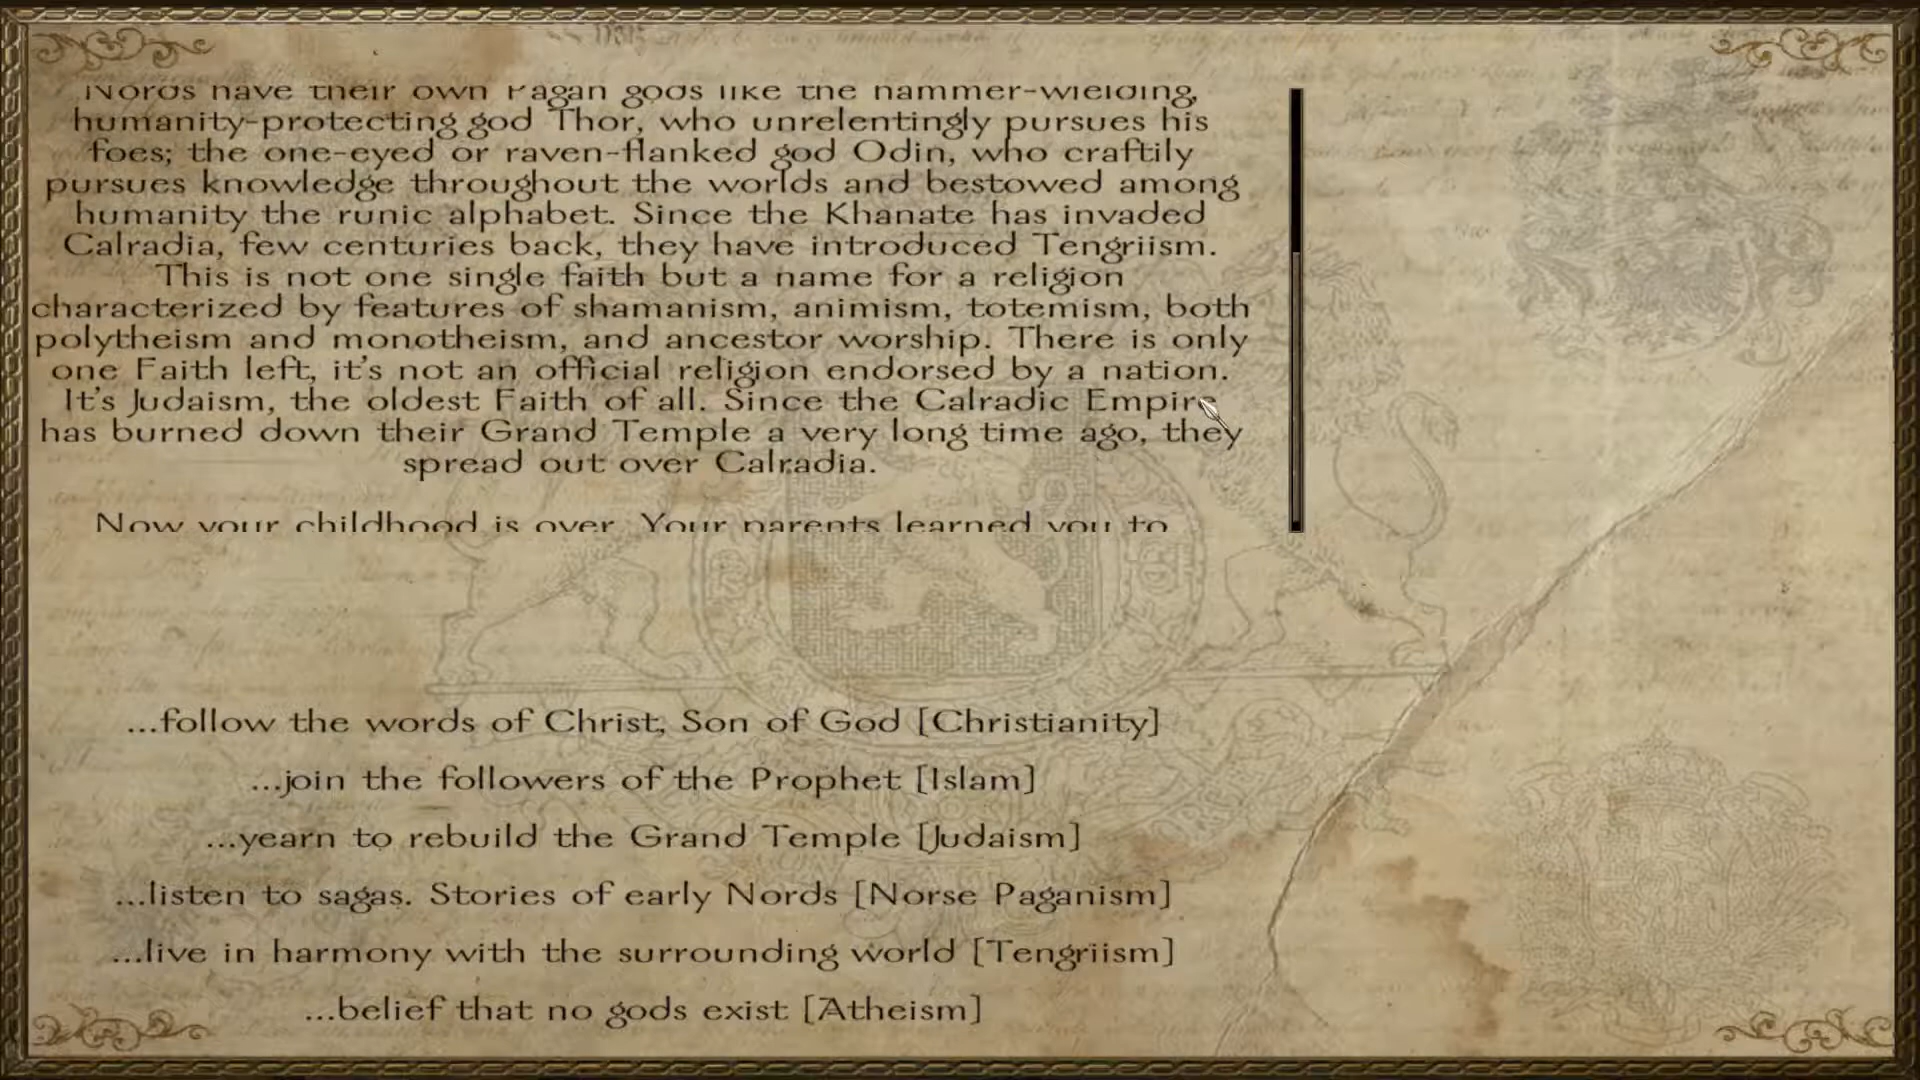 Nords have their own Pagan gods like the hammer-wielding,
humanity-protecting god Thor, who unrelentingly pursues his
foes; the one-eyed or raven-flanked god Odin, who craftily
pursues knowledge throughout the worlds and bestowed among
humanity the runic alphabet. Since the Khanate has invaded
Calradia, few centuries back, they have introduced Tengriism.
This is not one single faith but a name for a religion
characterized by features of shamanism, animism, totemism, both
polytheism and monotheism, and ancestor worship. There is only
one Faith left, it's not an official religion endorsed by a nation.
It's Judaism, the oldest Faith of all. Since the Calradic Empire
has burned down their Grand Temple a very long time ago, they
spread out over Calradia.
Now your childhood is over. Your parents learned you to
...follow the words of Christ, Son of God [Christianity]
...join the followers of the Prophet [Islam]
...yearn to rebuild the Grand Temple [Judaism]
...listen to sagas. Stories of early Nords [Norse Paganism]
...live in harmony with the surrounding world [Tengriism]
...belief that no gods exist [Atheism]